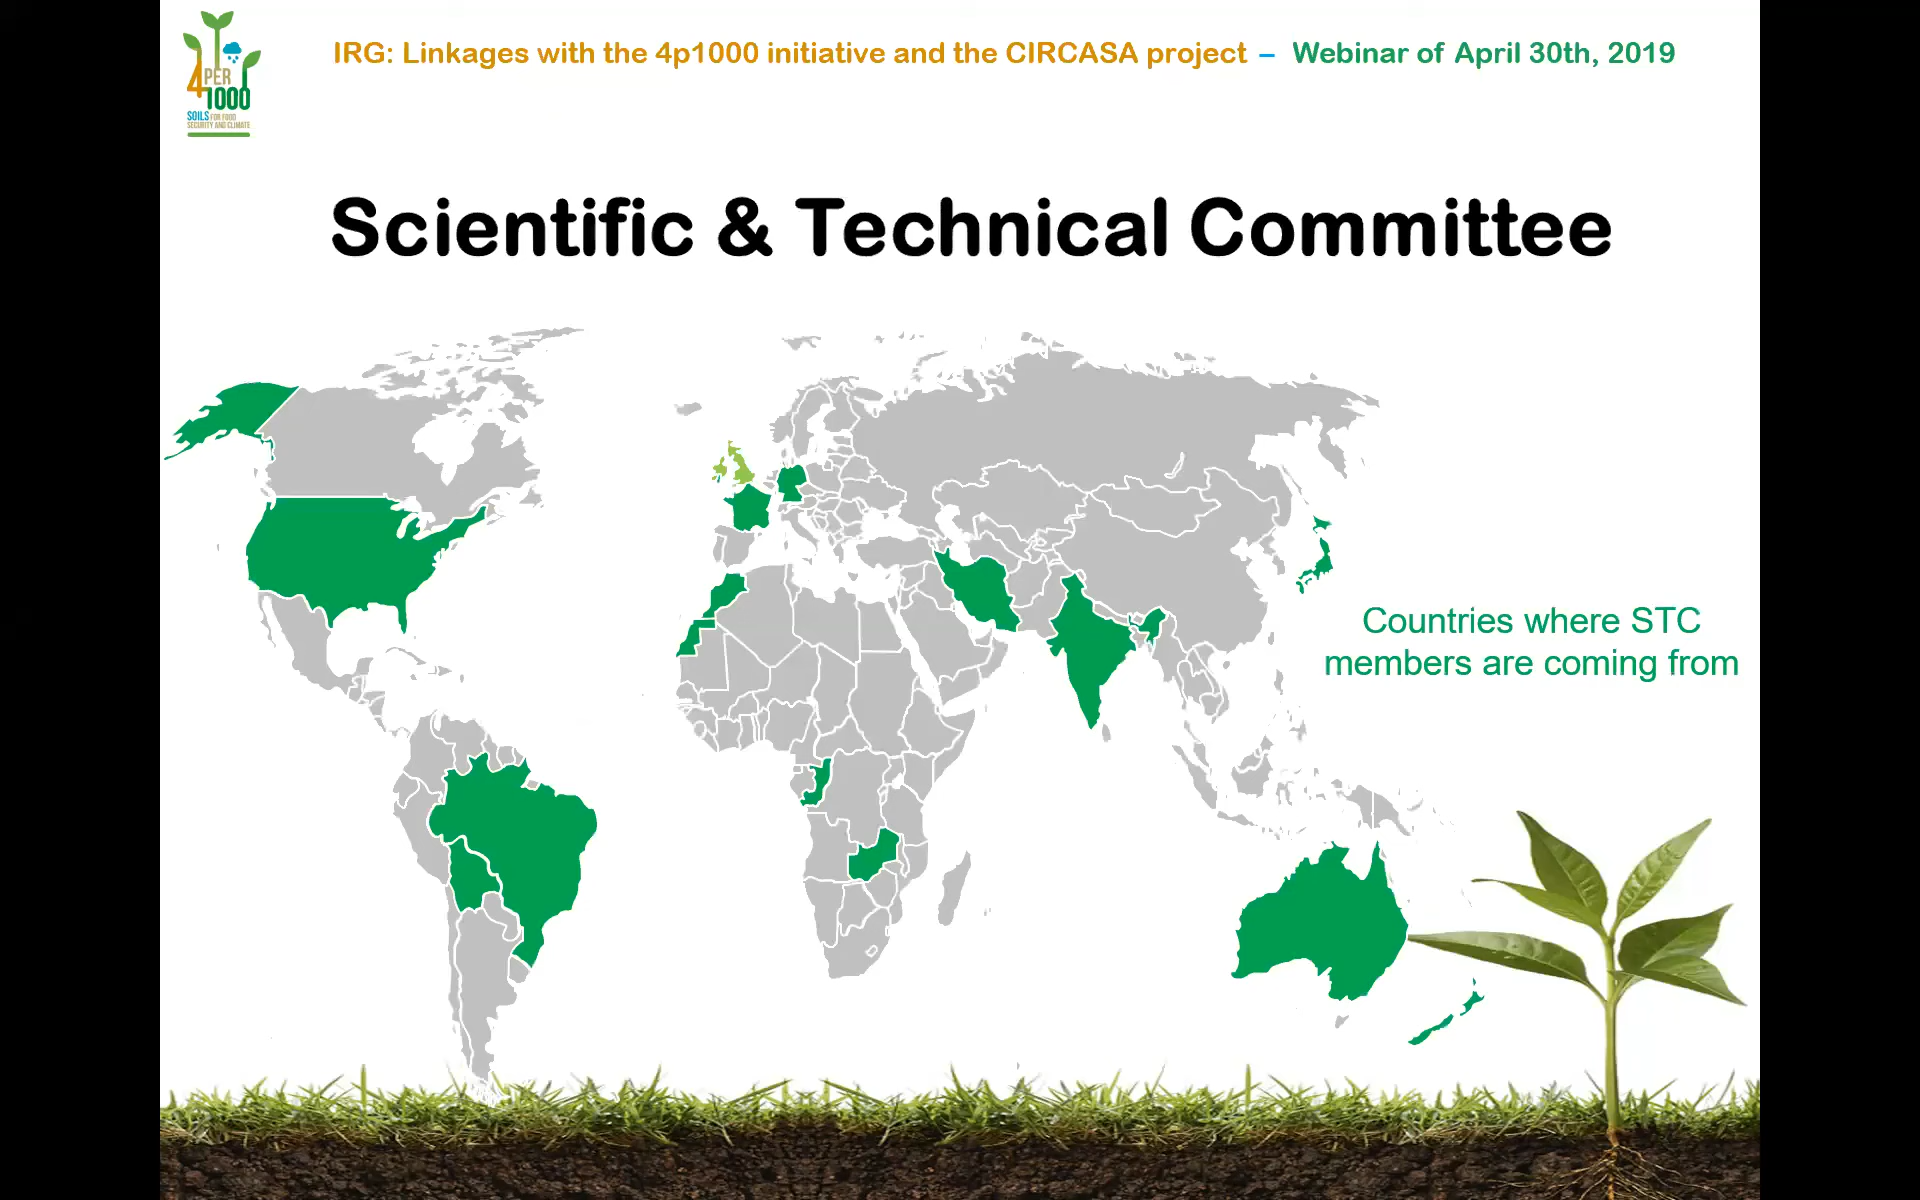 4 PER
1000
SOILS FOR FOOD
SECURITY AND CLIMATE
IRG: Linkages with the 4p1000 initiative and the CIRCASA project – Webinar of April 30th, 2019
Scientific & Technical Committee
Countries where STC
members are coming from